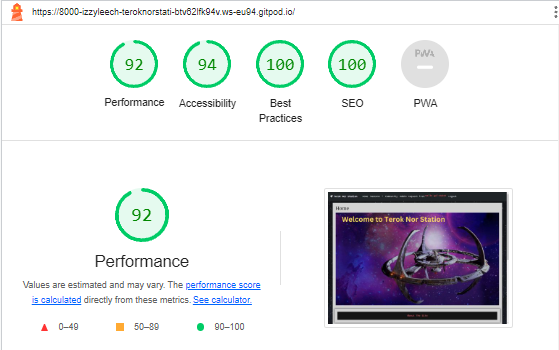 https://8000-izzyleech-teroknorstati-btv62lfk94v.ws-eu94.gitpod.io/
92
94
100
100
PWA
Performance
Accessibility
Best
Practices
SEO
PWA
92
Performance
Values are estimated and may vary. The performance score
is calculated directly from these metrics. See calculator.
0–49
50–89
90–100
Home
Welcome to Terok Nor Station